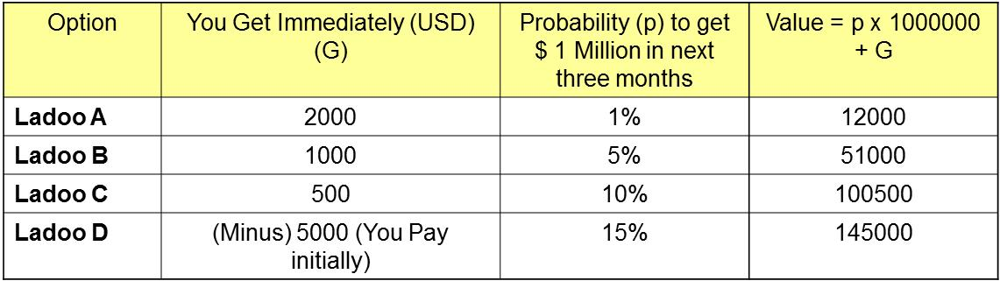 Option
You Get Immediately (USD)
(G)
Probability (p) to get
$ 1 Million in next
three months
Value = p x 1000000
+ G
Ladoo A
2000
1%
12000
Ladoo B
1000
5%
51000
Ladoo C
500
10%
100500
Ladoo D
(Minus) 5000 (You Pay
initially)
15%
145000